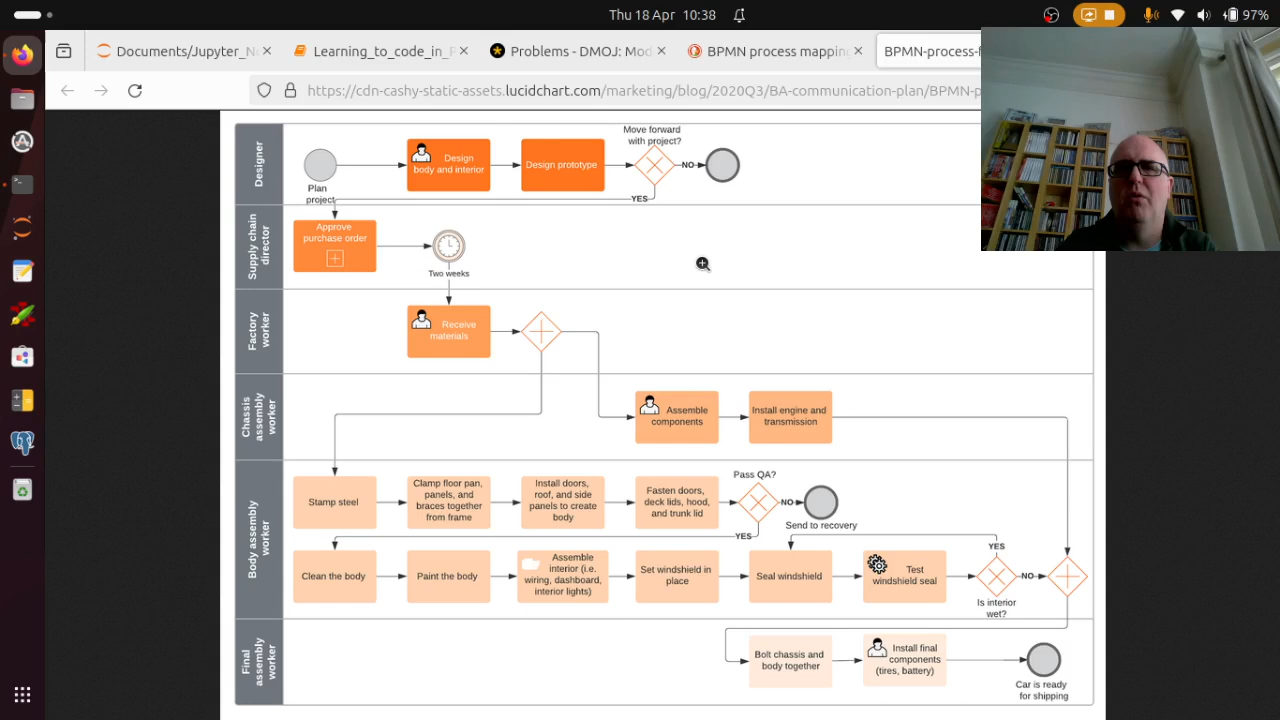 Thu 18 Apr 10:38
97%
Documents/Jupyter_N
Learning_to_code_in_
Problems - DMOJ: Mod
BPMN process mapping
BPMN-process-
https://cdn-cashy-static-assets.lucidchart.com/marketing/blog/2020Q3/BA-communication-plan/BPMN-p
Designer
Plan
project
Design
body and interior
Design prototype
Move forward
with project?
NO
YES
Supply chain
director
Approve
purchase order
Two weeks
Factory
worker
Receive
materials
Chassis
assembly
worker
Assemble
components
Install engine and
transmission
Body assembly
worker
Stamp steel
Clamp floor pan,
panels, and
braces together
from frame
Install doors,
roof, and side
panels to create
body
Fasten doors,
deck lids, hood,
and trunk lid
Pass QA?
NO
Send to recovery
YES
Clean the body
Paint the body
Assemble
interior (i.e.
wiring, dashboard,
interior lights)
Set windshield in
place
Seal windshield
Test
windshield seal
YES
NO
Is interior
wet?
Final
assembly
worker
Bolt chassis and
body together
Install final
components
(tires, battery)
Car is ready
for shipping